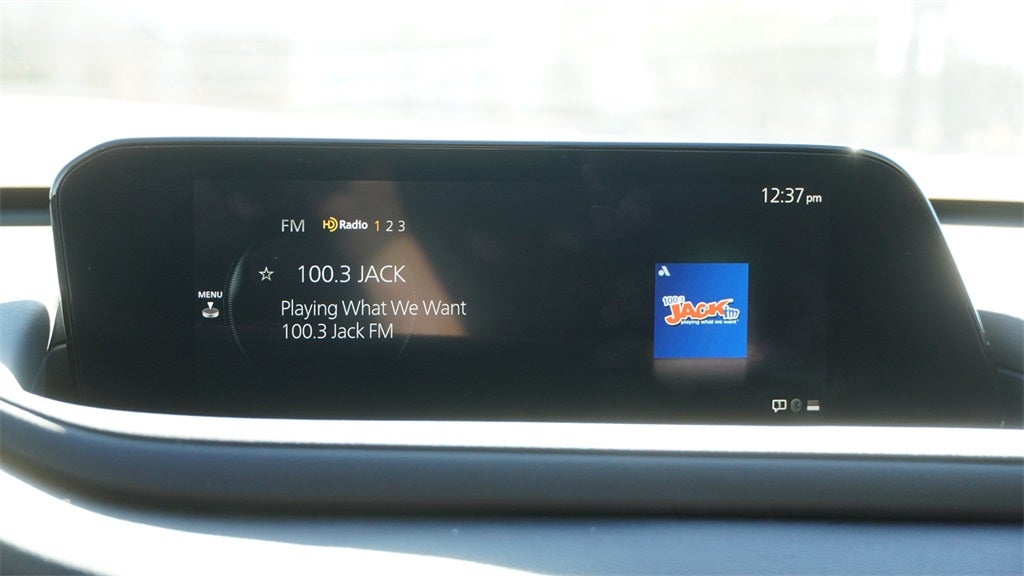 12:37 pm
FM HD Radio 1 2 3
100.3 JACK
MENU
Playing What We Want
100.3 Jack FM
100.3
JACK fm
playing what we want